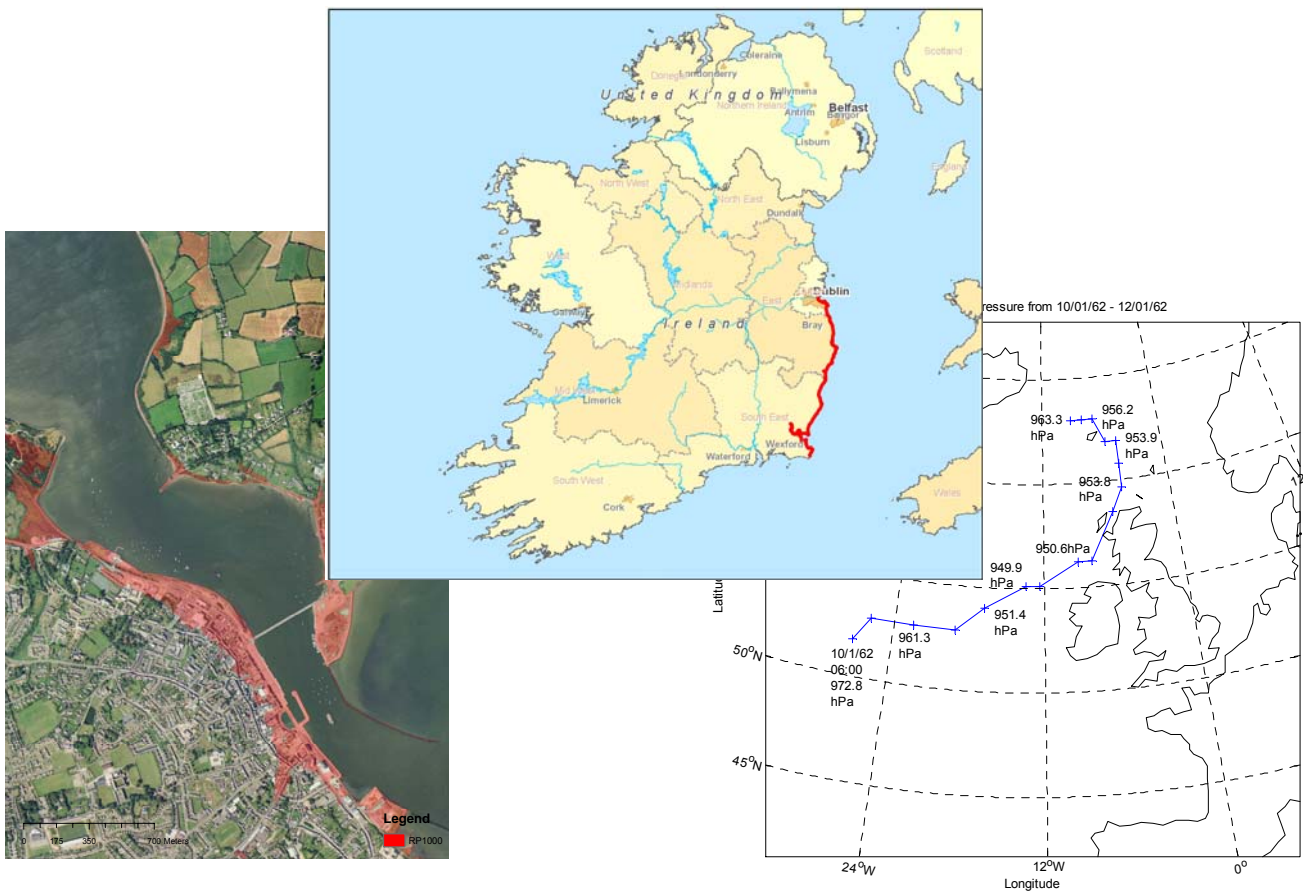 Scotland
Coleraine
Donegal
Londonderry
United Kingdom
Ballymena
Northern Ireland
Antrim
Belfast
Bangor
Lisburn
England
North West
North East
Dundalk
West
Midlands
Dublin
East
Galway
Ireland
Bray
Mid West
Limerick
South East
Wexford
Waterford
South West
Cork
Wales
Legend
RP1000
0 175 350 700 Meters
ressure from 10/01/62 - 12/01/62
963.3
hPa
956.2
hPa
953.9
hPa
953.8
hPa
950.6hPa
949.9
hPa
951.4
hPa
961.3
hPa
10/1/62
06:00
972.8
hPa
50°N
45°N
24°W
12°W
0°
Latitud
Longitude